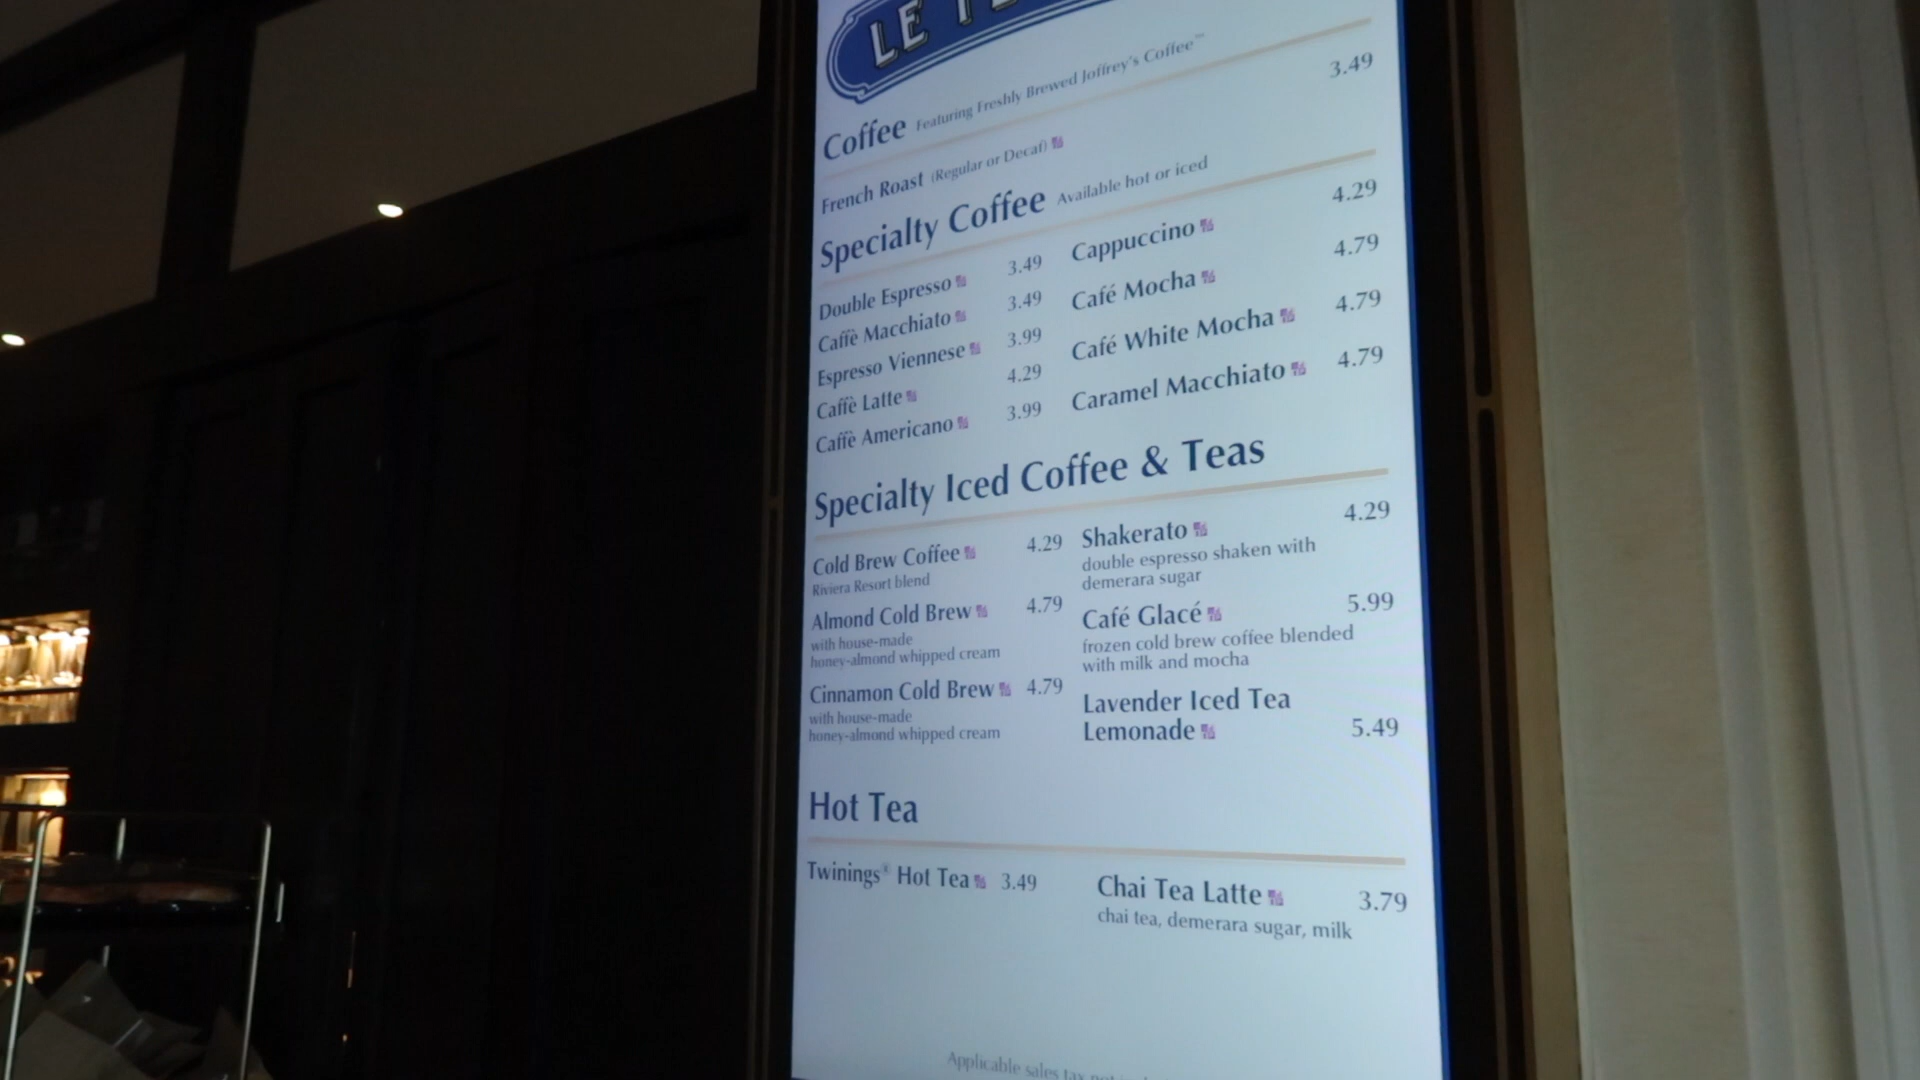 LE
Coffee Featuring Freshly Brewed Joffrey's Coffee™
French Roast (Regular or Decaf) 3.49
Specialty Coffee Available hot or iced
Double Espresso 3.49
Caffè Macchiato 3.49
Espresso Viennese 3.99
Caffè Latte 4.29
Caffè Americano 3.99
Cappuccino 4.29
Café Mocha 4.79
Café White Mocha 4.79
Caramel Macchiato 4.79
Specialty Iced Coffee & Teas
Cold Brew Coffee 4.29
Riviera Resort blend
Almond Cold Brew 4.79
with house-made
honey-almond whipped cream
Cinnamon Cold Brew 4.79
with house-made
honey-almond whipped cream
Shakerato 4.29
double espresso shaken with
demerara sugar
Café Glacé 5.99
frozen cold brew coffee blended
with milk and mocha
Lavender Iced Tea
Lemonade 5.49
Hot Tea
Twinings® Hot Tea 3.49
Chai Tea Latte 3.79
chai tea, demerara sugar, milk
Applicable sales tax